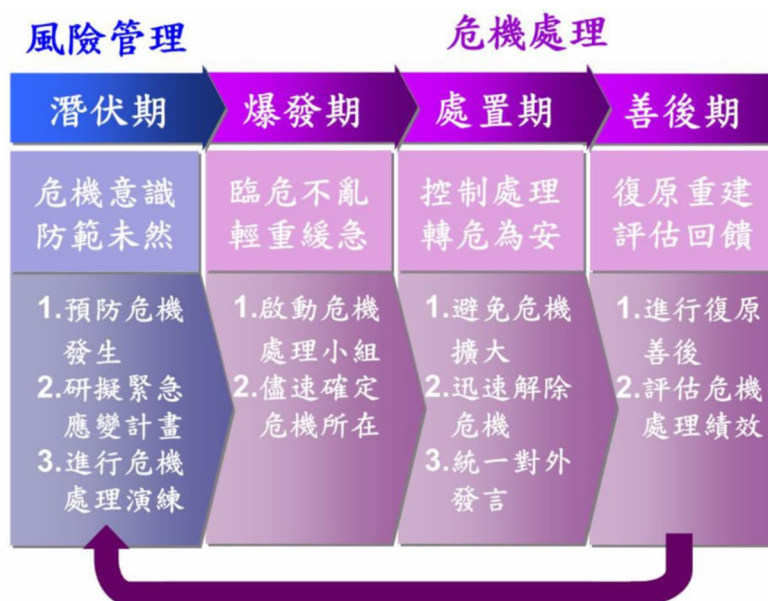 風險管理
危機處理
潛伏期
爆發期
處置期
善後期
危機意識
防範未然
臨危不亂
輕重緩急
控制處理
轉危為安
復原重建
評估回饋
1.預防危機
發生
2.研擬緊急
應變計畫
3.進行危機
處理演練
1.啟動危機
處理小組
2.儘速確定
危機所在
1.避免危機
擴大
2.迅速解除
危機
3.統一對外
發言
1.進行復原
善後
2.評估危機
處理績效